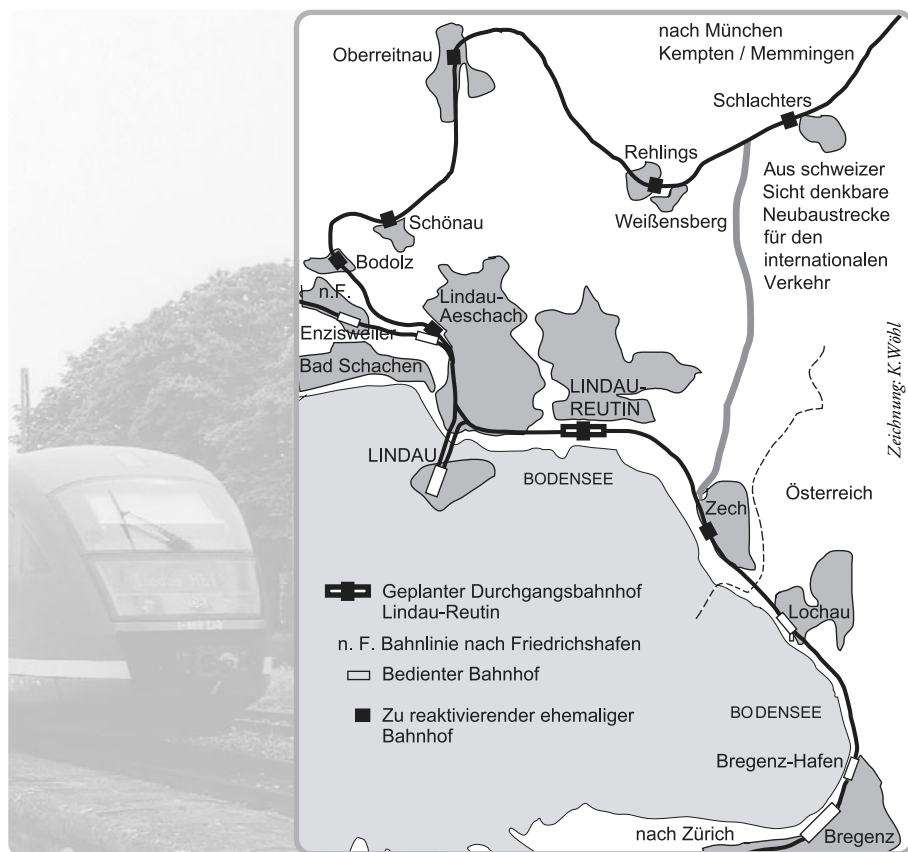 nach München
Kempten / Memmingen
Oberreitnau
Schlachters
Rehlings
Weißensberg
Aus schweizer
Sicht denkbare
Neubaustrecke
für den
internationalen
Verkehr
Schönau
Bodolz
n. F.
Lindau-
Aeschach
Enzisweiler
Bad Schachen
LINDAU-
REUTIN
Zeichnung: K.Wöhl
LINDAU
BODENSEE
Österreich
Zech
Geplanter Durchgangsbahnhof
Lindau-Reutin
Lochau
n. F. Bahnlinie nach Friedrichshafen
Bedienter Bahnhof
Zu reaktivierender ehemaliger
Bahnhof
BODENSEE
Bregenz-Hafen
nach Zürich
Bregenz